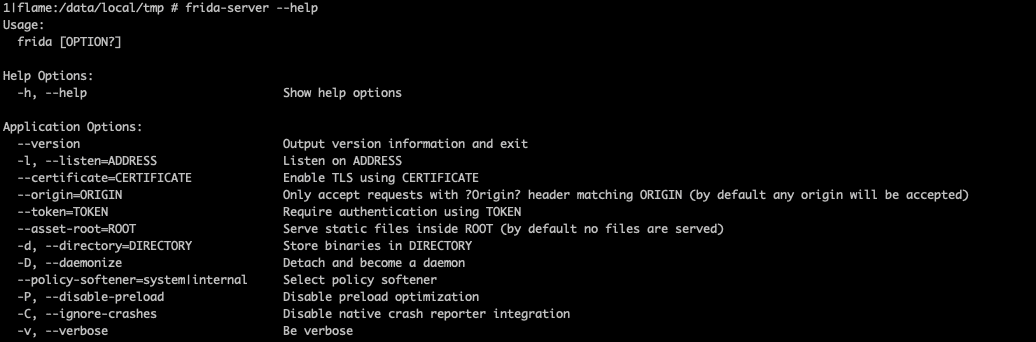 1|flame:/data/local/tmp # frida-server --help
Usage:
  frida [OPTION?]

Help Options:
  -h, --help                          Show help options

Application Options:
  --version                           Output version information and exit
  -l, --listen=ADDRESS                Listen on ADDRESS
  --certificate=CERTIFICATE           Enable TLS using CERTIFICATE
  --origin=ORIGIN                     Only accept requests with ?Origin? header matching ORIGIN (by default any origin will be accepted)
  --token=TOKEN                       Require authentication using TOKEN
  --asset-root=ROOT                   Serve static files inside ROOT (by default no files are served)
  -d, --directory=DIRECTORY           Store binaries in DIRECTORY
  -D, --daemonize                     Detach and become a daemon
  --policy-softener=system|internal   Select policy softener
  -P, --disable-preload               Disable preload optimization
  -C, --ignore-crashes                Disable native crash reporter integration
  -v, --verbose                       Be verbose